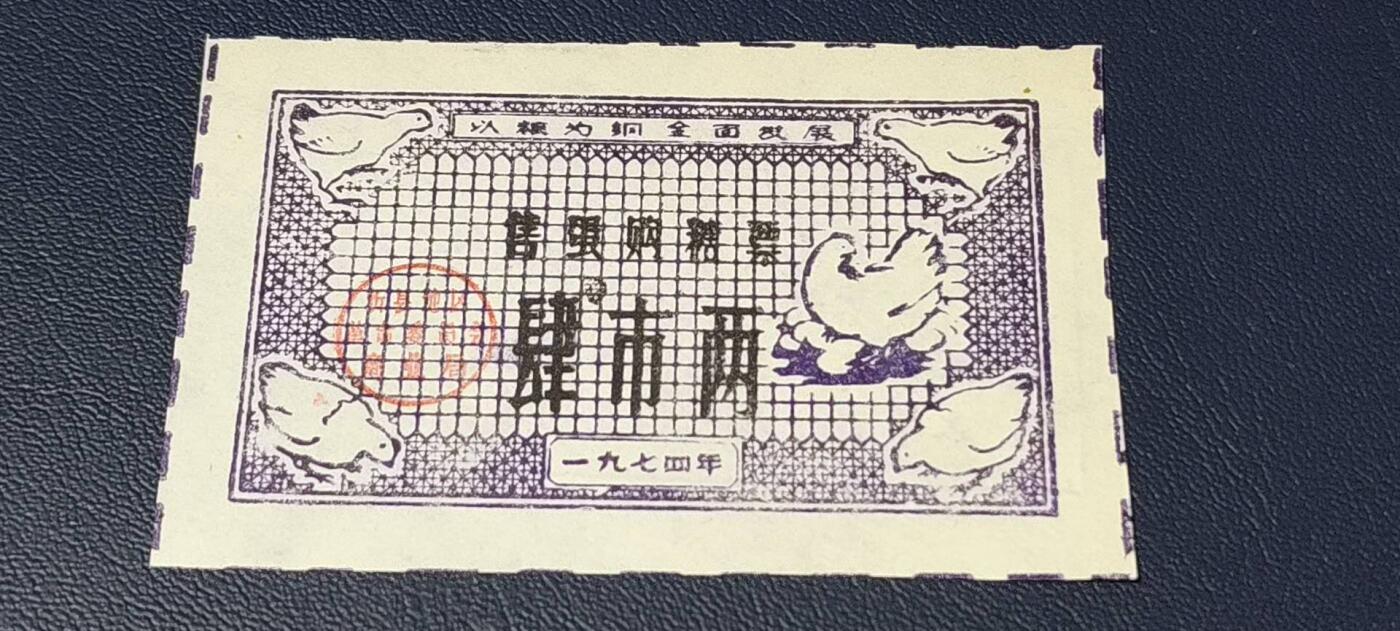 以粮为纲 全面发展
售蛋购糖票
肆市两
一九七四年